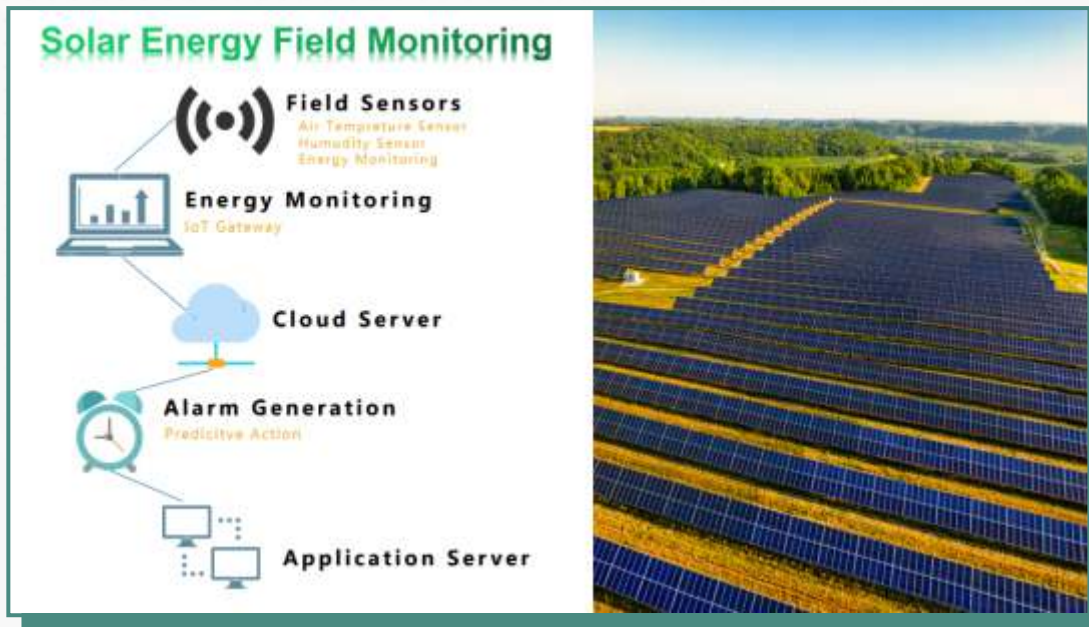 Solar Energy Field Monitoring
Field Sensors
Air Tempreture Sensor
Humudity Sensor
Energy Monitoring
Energy Monitoring
IoT Gateway
Cloud Server
Alarm Generation
Predicitve Action
Application Server